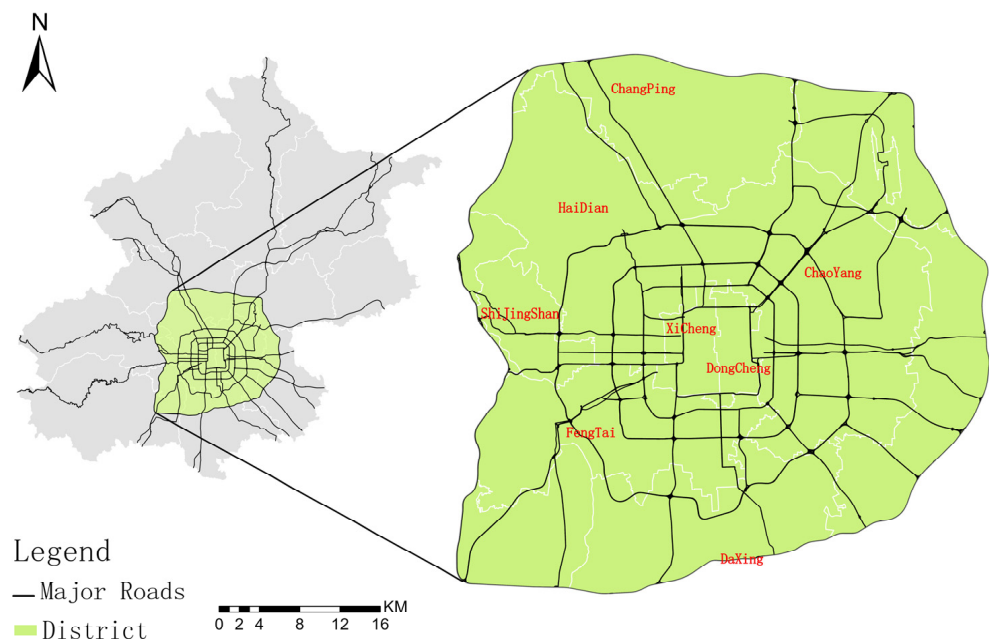 N
ChangPing
HaiDian
ChaoYang
ShiJingShan
XiCheng
DongCheng
FengTai
DaXing
Legend
Major Roads
District
KM
0 2 4 8 12 16